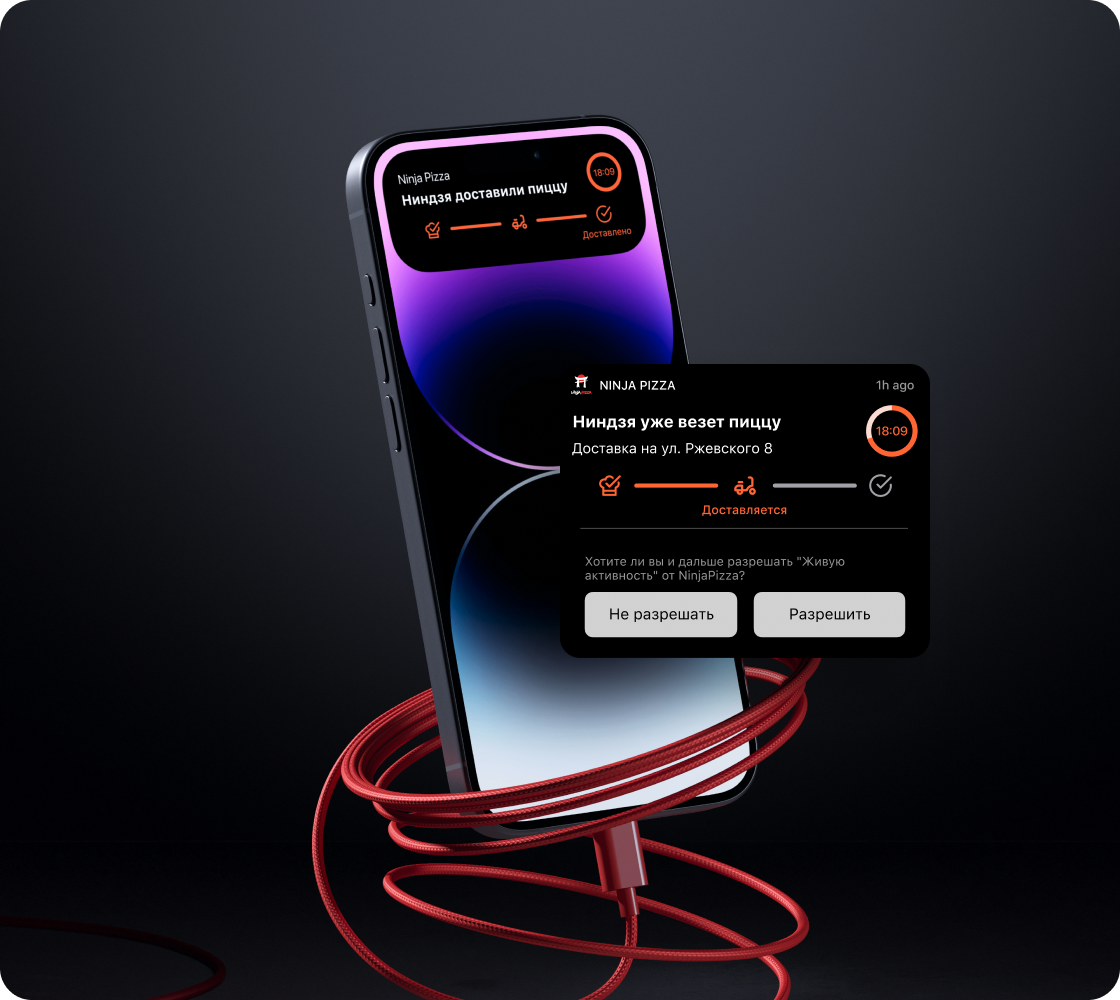 Ninja Pizza
Ниндзя доставили пиццу
18:09
Доставлено
NINJA PIZZA
1h ago
Ниндзя уже везет пиццу
18:09
Доставка на ул. Ржевского 8
Доставляется
Хотите ли вы и дальше разрешать "Живую
активность" от NinjaPizza?
Не разрешать
Разрешить